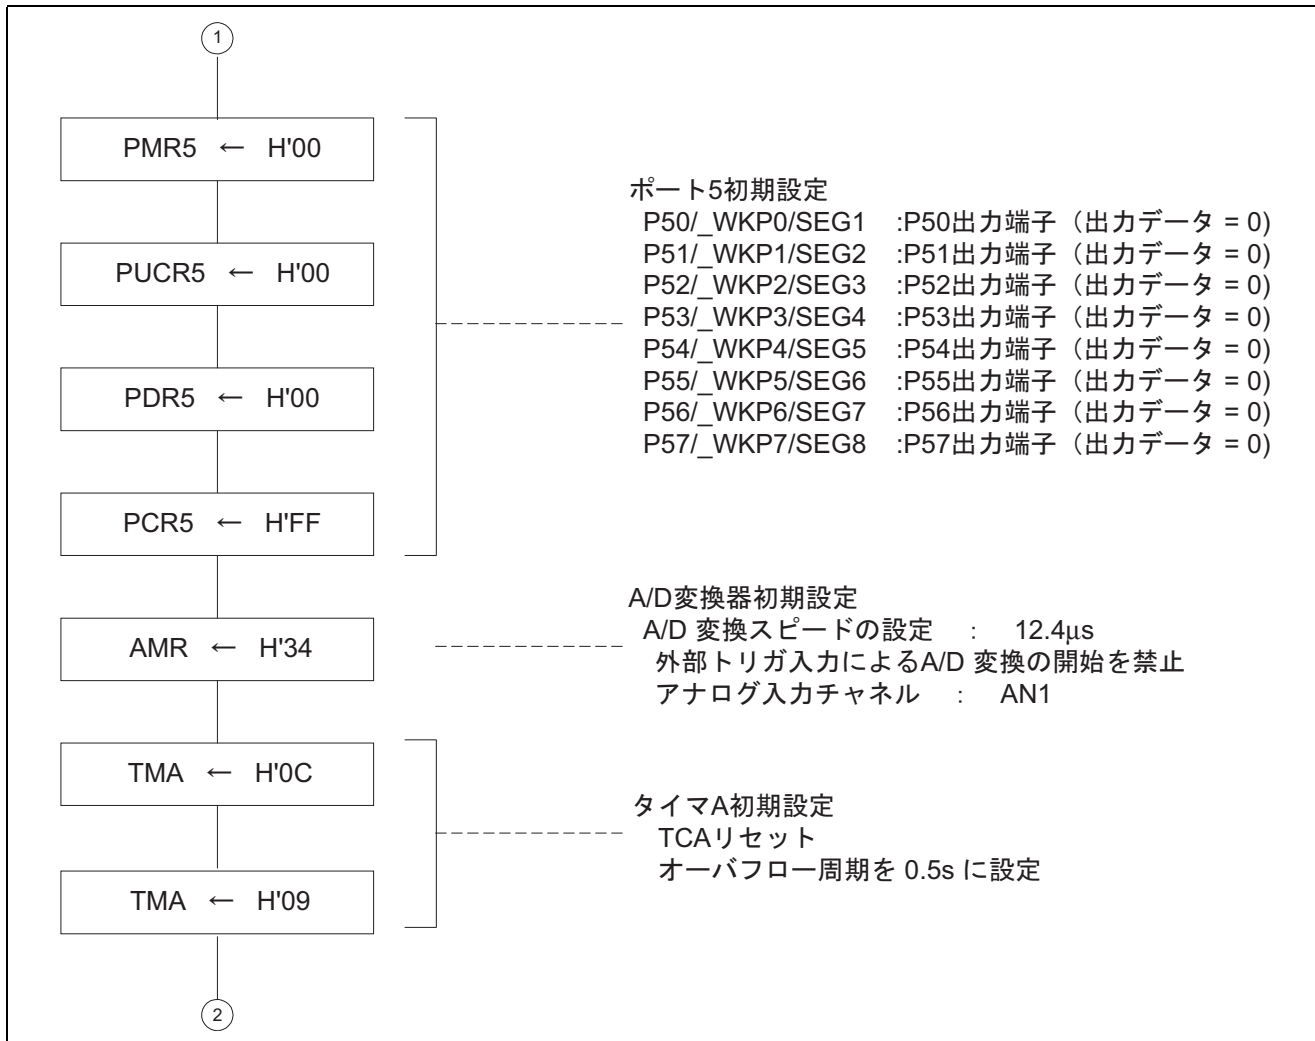 1
PMR5 ← H'00
PUCR5 ← H'00
PDR5 ← H'00
PCR5 ← H'FF
ポート5初期設定
P50/_WKP0/SEG1 :P50出力端子（出力データ = 0)
P51/_WKP1/SEG2 :P51出力端子（出力データ = 0)
P52/_WKP2/SEG3 :P52出力端子（出力データ = 0)
P53/_WKP3/SEG4 :P53出力端子（出力データ = 0)
P54/_WKP4/SEG5 :P54出力端子（出力データ = 0)
P55/_WKP5/SEG6 :P55出力端子（出力データ = 0)
P56/_WKP6/SEG7 :P56出力端子（出力データ = 0)
P57/_WKP7/SEG8 :P57出力端子（出力データ = 0)
AMR ← H'34
A/D変換器初期設定
A/D 変換スピードの設定 : 12.4μs
外部トリガ入力によるA/D 変換の開始を禁止
アナログ入力チャネル : AN1
TMA ← H'0C
TMA ← H'09
タイマA初期設定
TCAリセット
オーバフロー周期を 0.5s に設定
2